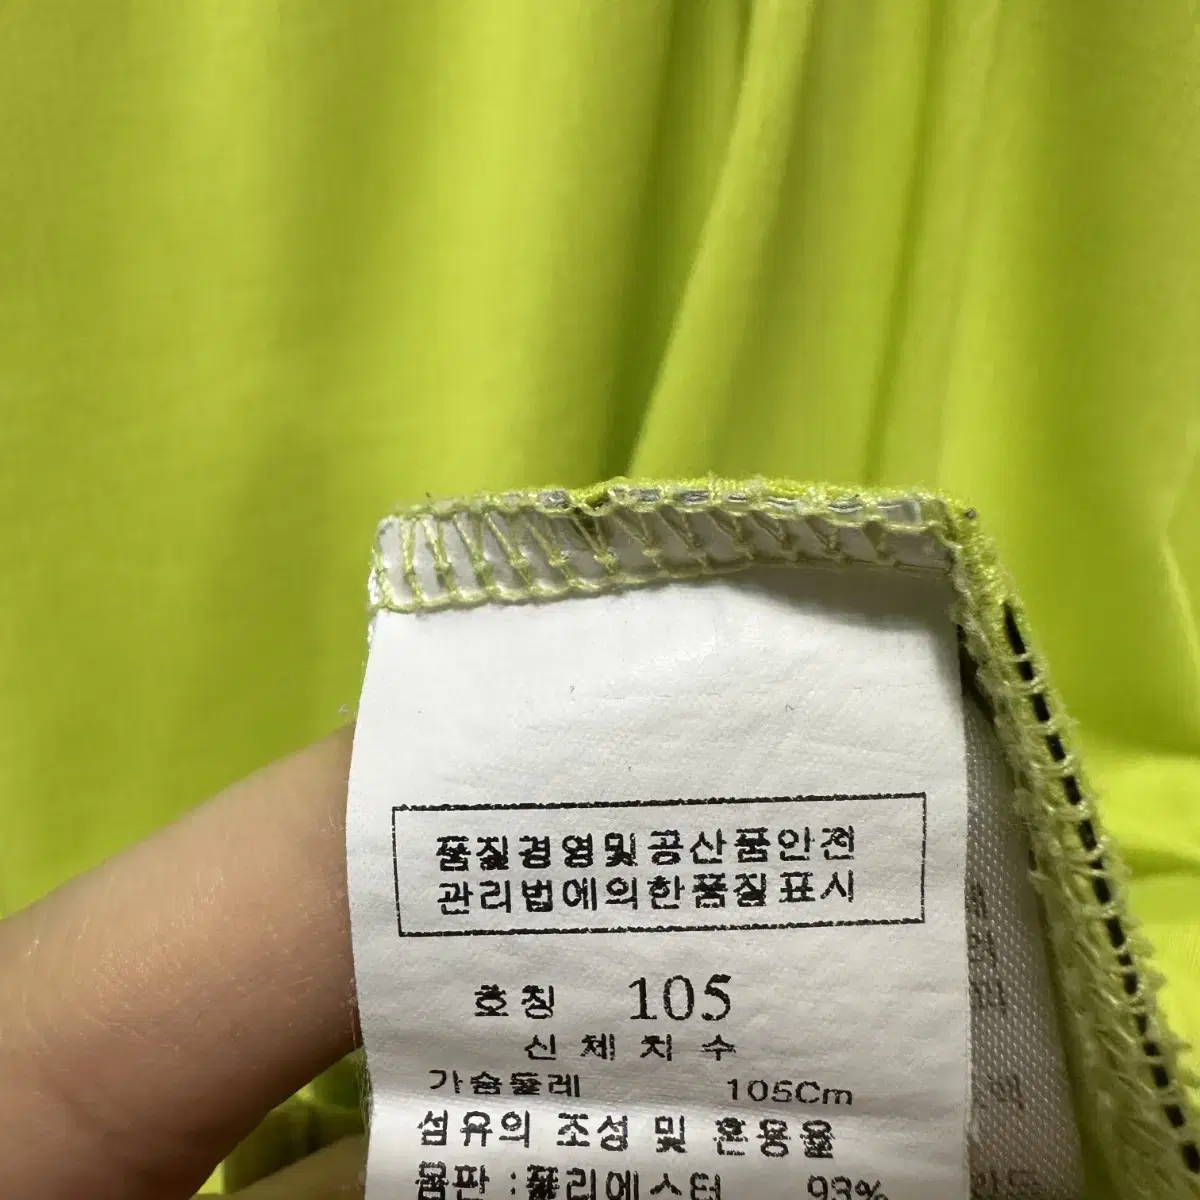 품질경영및공산품안전
관리법에의한품질표시
호칭 105
신체치수
가슴둘레 105Cm
섬유의 조성 및 혼용율
몸판 : 폴리에스터 93%